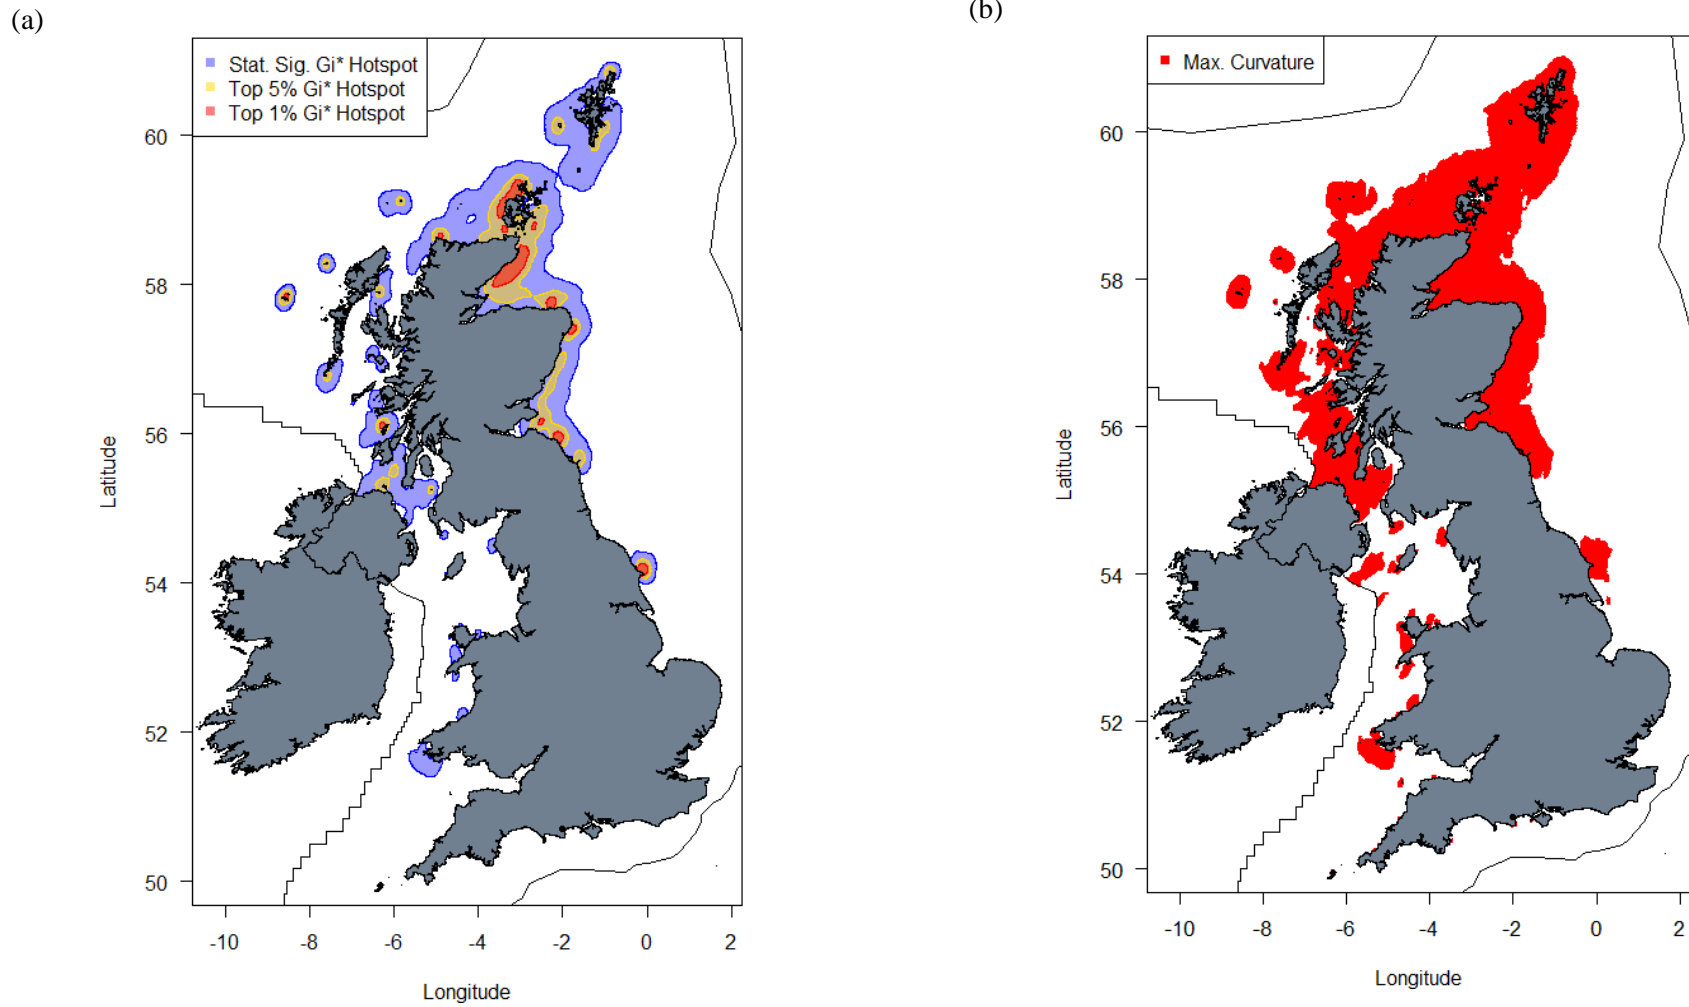 (a)
Stat. Sig. Gi* Hotspot
Top 5% Gi* Hotspot
Top 1% Gi* Hotspot
60
58
56
54
52
50
Latitude
-10 -8 -6 -4 -2 0 2
Longitude
(b)
Max. Curvature
60
58
56
54
52
50
Latitude
-10 -8 -6 -4 -2 0 2
Longitude